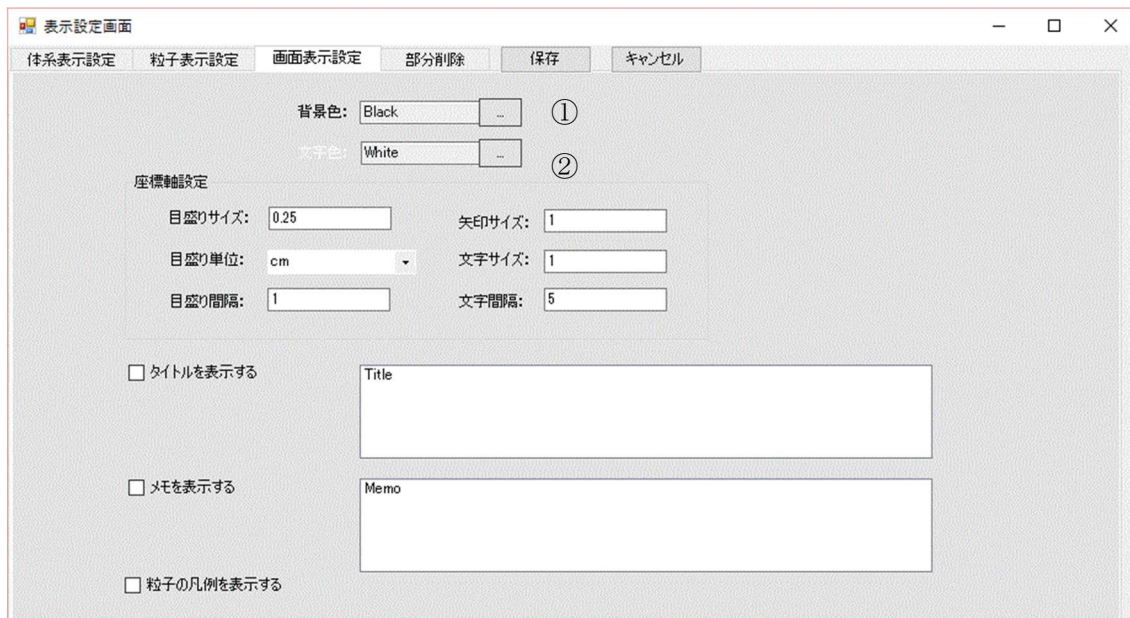 表示設定画面
体系表示設定 粒子表示設定 画面表示設定 部分削除 保存 キャンセル
背景色: Black ... ①
文字色: White ... ②
座標軸設定
目盛りサイズ: 0.25 矢印サイズ: 1
目盛り単位: cm 文字サイズ: 1
目盛り間隔: 1 文字間隔: 5
タイトルを表示する Title
メモを表示する Memo
粒子の凡例を表示する